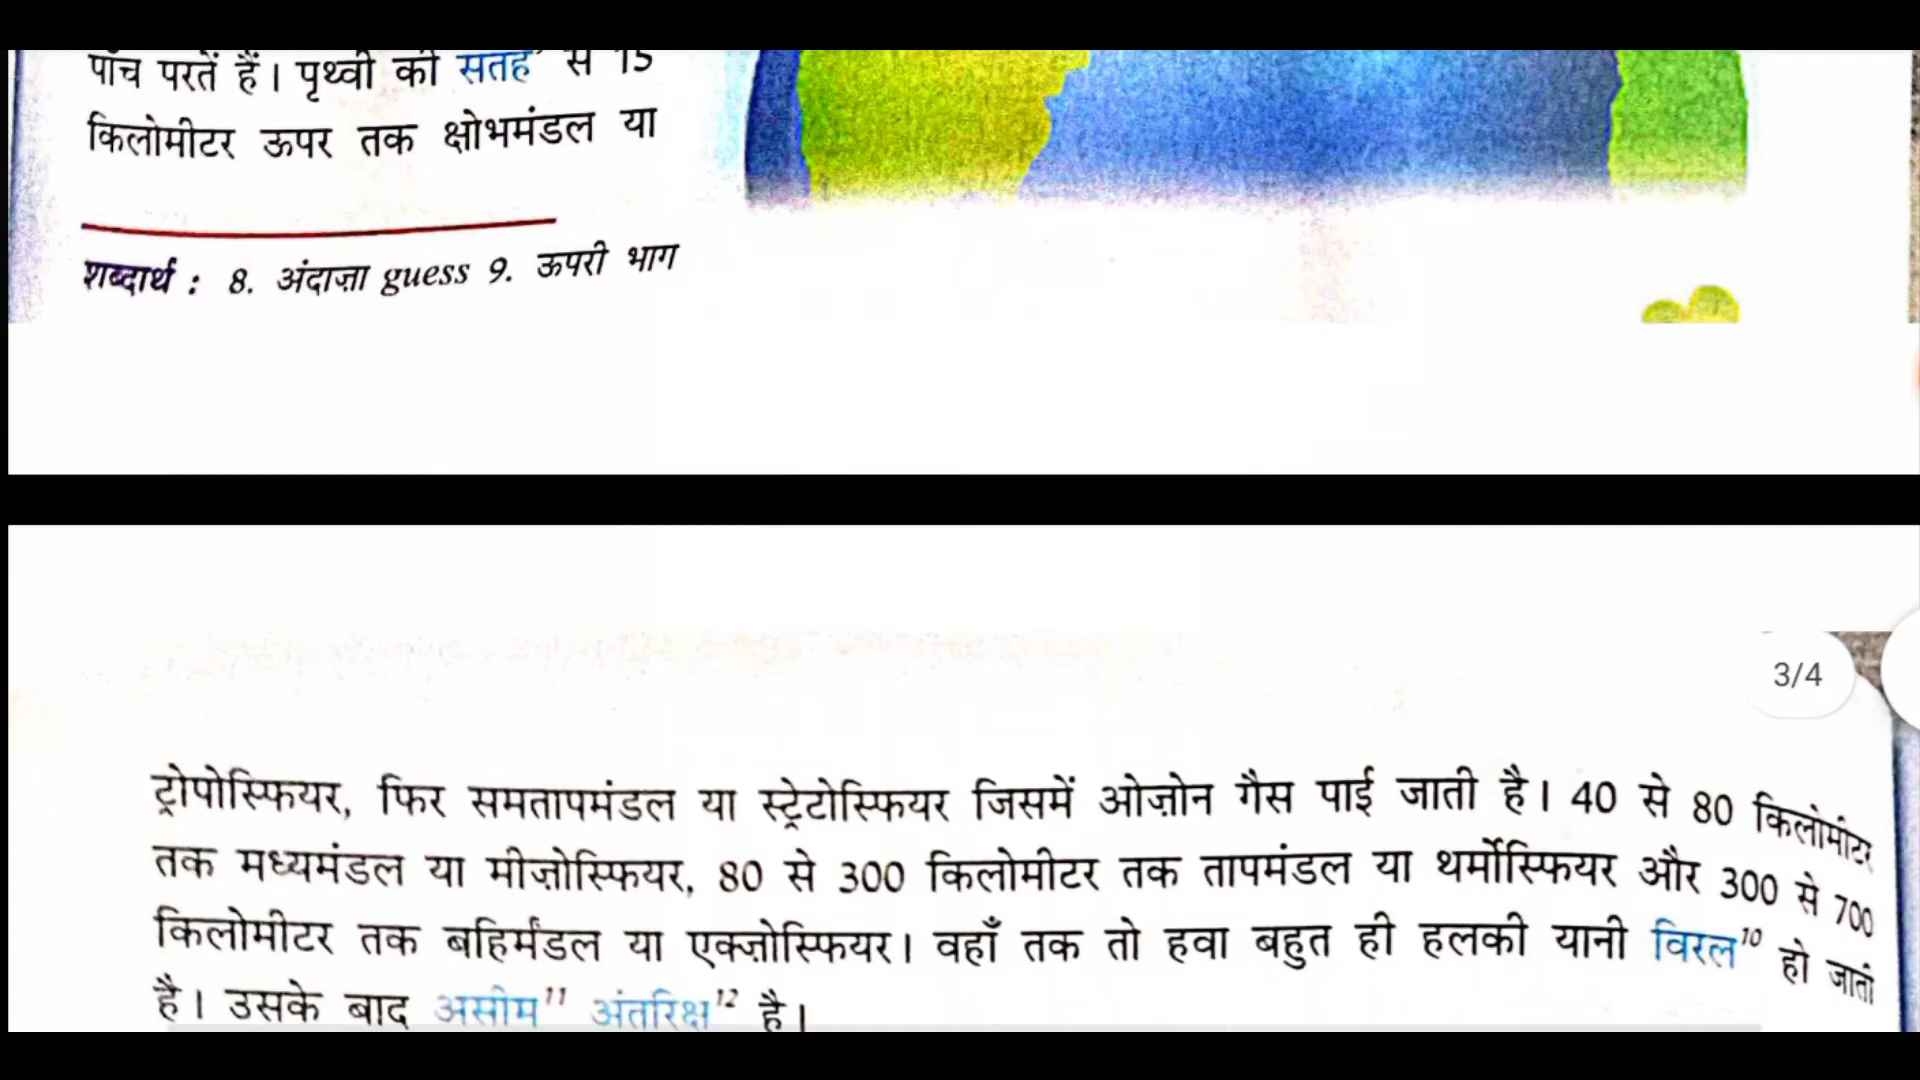 पाँच परतें हैं। पृथ्वी की सतह⁹ से 15
किलोमीटर ऊपर तक क्षोभमंडल या
शब्दार्थ : 8. अंदाज़ा guess 9. ऊपरी भाग
3/4
ट्रोपोस्फियर, फिर समतापमंडल या स्ट्रेटोस्फियर जिसमें ओज़ोन गैस पाई जाती है। 40 से 80 किलोमीटर
तक मध्यमंडल या मीज़ोस्फियर, 80 से 300 किलोमीटर तक तापमंडल या थर्मोस्फियर और 300 से 700
किलोमीटर तक बहिर्मंडल या एक्ज़ोस्फियर। वहाँ तक तो हवा बहुत ही हलकी यानी विरल¹⁰ हो जाती
है। उसके बाद असीम¹¹ अंतरिक्ष¹² है।